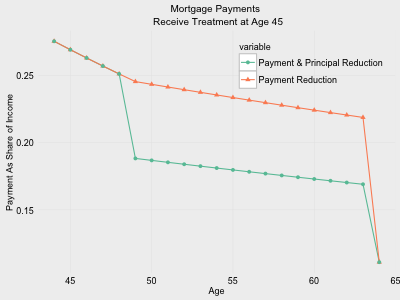 Mortgage Payments
Receive Treatment at Age 45
variable
Payment & Principal Reduction
Payment Reduction
Payment As Share of Income
0.25
0.20
0.15
45
50
55
60
65
Age